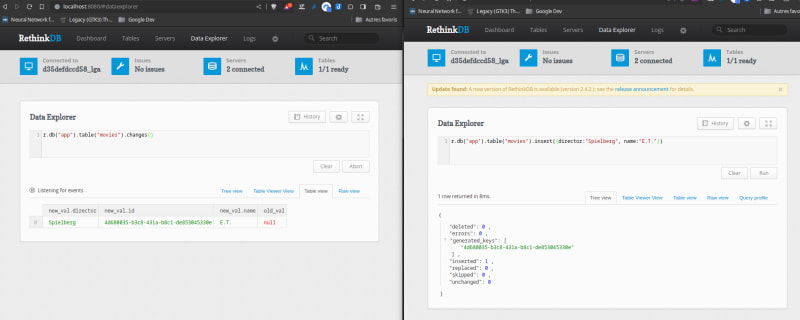 localhost:8080/#dataexplorer
Neural Network f...
Legacy (GTK3) Th...
Google Dev
Autres favoris
RethinkDB
Dashboard
Tables
Servers
Data Explorer
Logs
Search
Connected to
d35defdccd58_lga
Issues
No issues
Servers
2 connected
Tables
1/1 ready
Data Explorer
History
1 r.db("app").table("movies").changes()
Clear
Abort
Listening for events
Tree view
Table Viewer View
Table view
Raw view
new_val.director new_val.id new_val.name old_val
0 Spielberg 4d680035-b3c8-431a-b8c1-de853045330e E.T. null
Neural Network f...
Legacy (GTK3) Th...
Google Dev
Autres favoris
RethinkDB
Dashboard
Tables
Servers
Data Explorer
Logs
Search
Connected to
d35defdccd58_lga
Issues
No issues
Servers
2 connected
Tables
1/1 ready
Update found: A new version of RethinkDB is available (version 2.4.2); see the release announcement for details.
Data Explorer
History
1 r.db("app").table("movies").insert({director:"Spielberg", name:"E.T."})
Clear
Run
1 row returned in 8ms.
Tree view
Table Viewer View
Table view
Raw view
Query profile
{
"deleted": 0 ,
"errors": 0 ,
"generated_keys": [
"4d680035-b3c8-431a-b8c1-de853045330e"
] ,
"inserted": 1 ,
"replaced": 0 ,
"skipped": 0 ,
"unchanged": 0
}